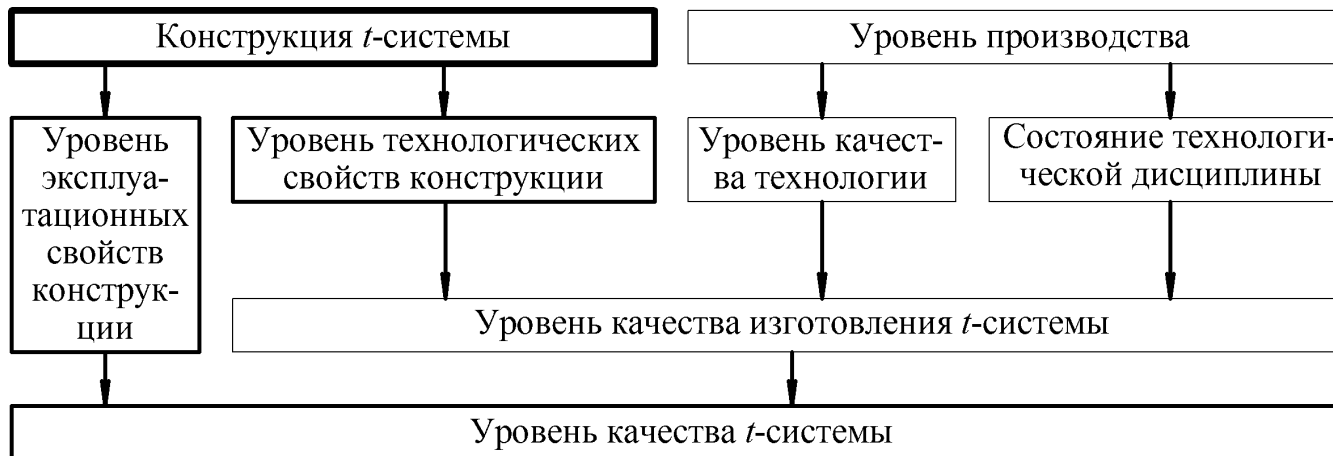 Конструкция t-системы
Уровень производства
Уровень
эксплуа-
тационных
свойств
конструк-
ции
Уровень технологических
свойств конструкции
Уровень качест-
ва технологии
Состояние технологи-
ческой дисциплины
Уровень качества изготовления t-системы
Уровень качества t-системы